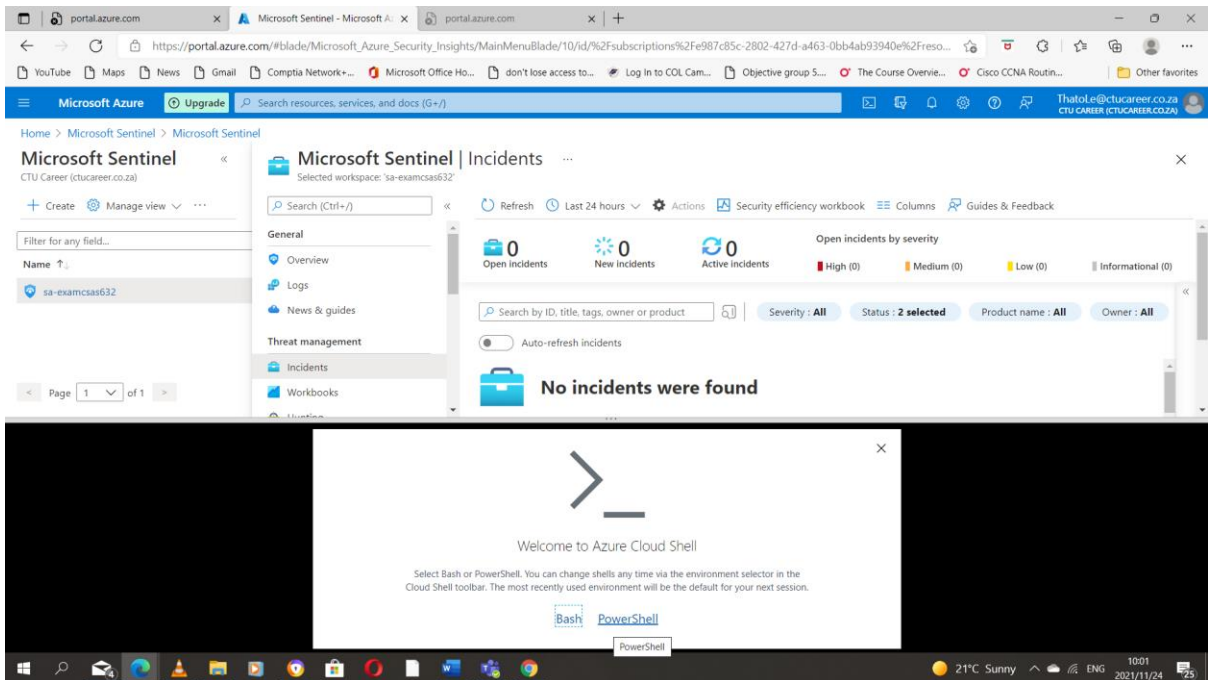 portal.azure.com
Microsoft Sentinel - Microsoft A
portal.azure.com
https://portal.azure.com/#blade/Microsoft_Azure_Security_Insights/MainMenuBlade/10/id/%2Fsubscriptions%2Fe987c85c-2802-427d-a463-0bb4ab93940e%2Freso...
YouTube Maps News Gmail Comptia Network+... Microsoft Office Ho... don't lose access to... Log In to COL Cam... Objective group 5.... The Course Overvie... Cisco CCNA Routin... Other favorites
Microsoft Azure Upgrade Search resources, services, and docs (G+/) ThatoLe@ctucareer.co.za
CTU CAREER (CTUCAREER.CO.ZA)
Home > Microsoft Sentinel > Microsoft Sentinel
Microsoft Sentinel
CTU Career (ctucareer.co.za)
+ Create Manage view ...
Filter for any field...
Name ↑↓
sa-examcsas632
< Page 1 of 1 >
Microsoft Sentinel | Incidents ...
Selected workspace: 'sa-examcsas632'
Search (Ctrl+/)
General
Overview
Logs
News & guides
Threat management
Incidents
Workbooks
Hunting
Refresh Last 24 hours Actions Security efficiency workbook Columns Guides & Feedback
0 Open incidents
0 New incidents
0 Active incidents
Open incidents by severity
High (0) Medium (0) Low (0) Informational (0)
Search by ID, title, tags, owner or product Severity : All Status : 2 selected Product name : All Owner : All
Auto-refresh incidents
No incidents were found
>_
Welcome to Azure Cloud Shell
Select Bash or PowerShell. You can change shells any time via the environment selector in the
Cloud Shell toolbar. The most recently used environment will be the default for your next session.
Bash PowerShell
PowerShell
21°C Sunny ENG 10:01
2021/11/24 25